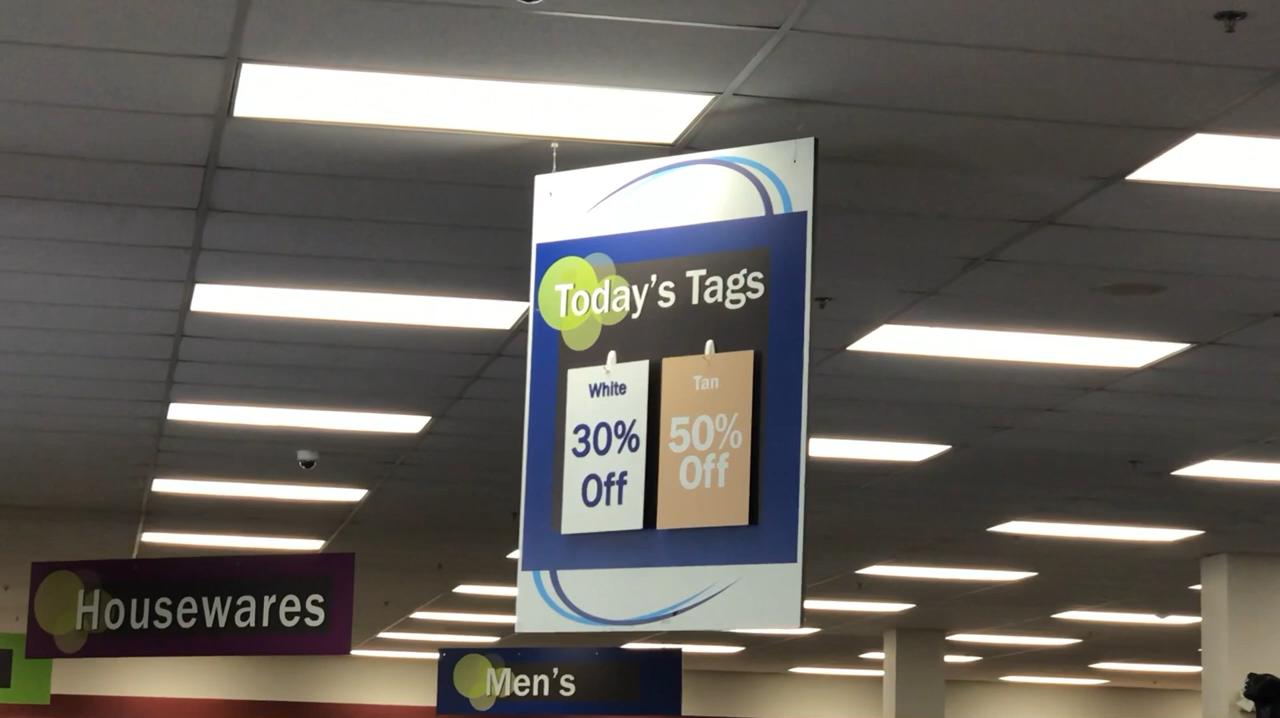 Today's Tags
White
30%
Off
Tan
50%
Off
Housewares
Men's